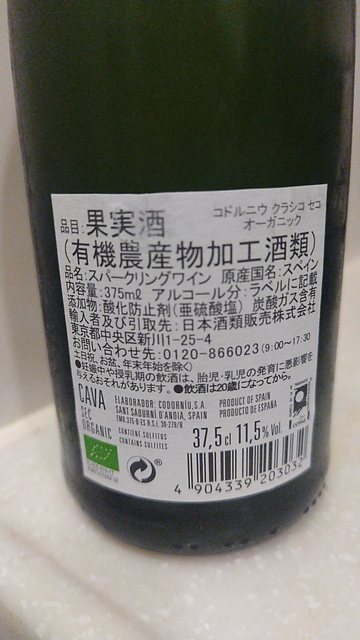 品目：果実酒
コドルニウ クラシコ セコ
オーガニック
（有機農産物加工酒類）
品名：スパークリングワイン 原産国名：スペイン
内容量：375㎖ アルコール分：ラベルに記載
添加物：酸化防止剤（亜硫酸塩） 炭酸ガス含有
輸入者及び引取先：日本酒類販売株式会社
東京都中央区新川1-25-4
お問い合わせ先：0120-866023（9:00〜17:30
土日祝、お盆、年末年始を除く）
●妊娠中や授乳期の飲酒は、胎児・乳児の発育に悪影響を
与えるおそれがあります。●飲酒は20歳になってから。
CAVA
SEC
ORGANIC
ELABORADOR: CODORNÍU, S.A.
SANT SADURNÍ D'ANOIA, SPAIN
CONTIENE SULFITOS
CONTAINS SULFITES
PRODUCT OF SPAIN
PRODUCTO DE ESPAÑA
37,5cl 11,5% Vol.
4 904339 203032